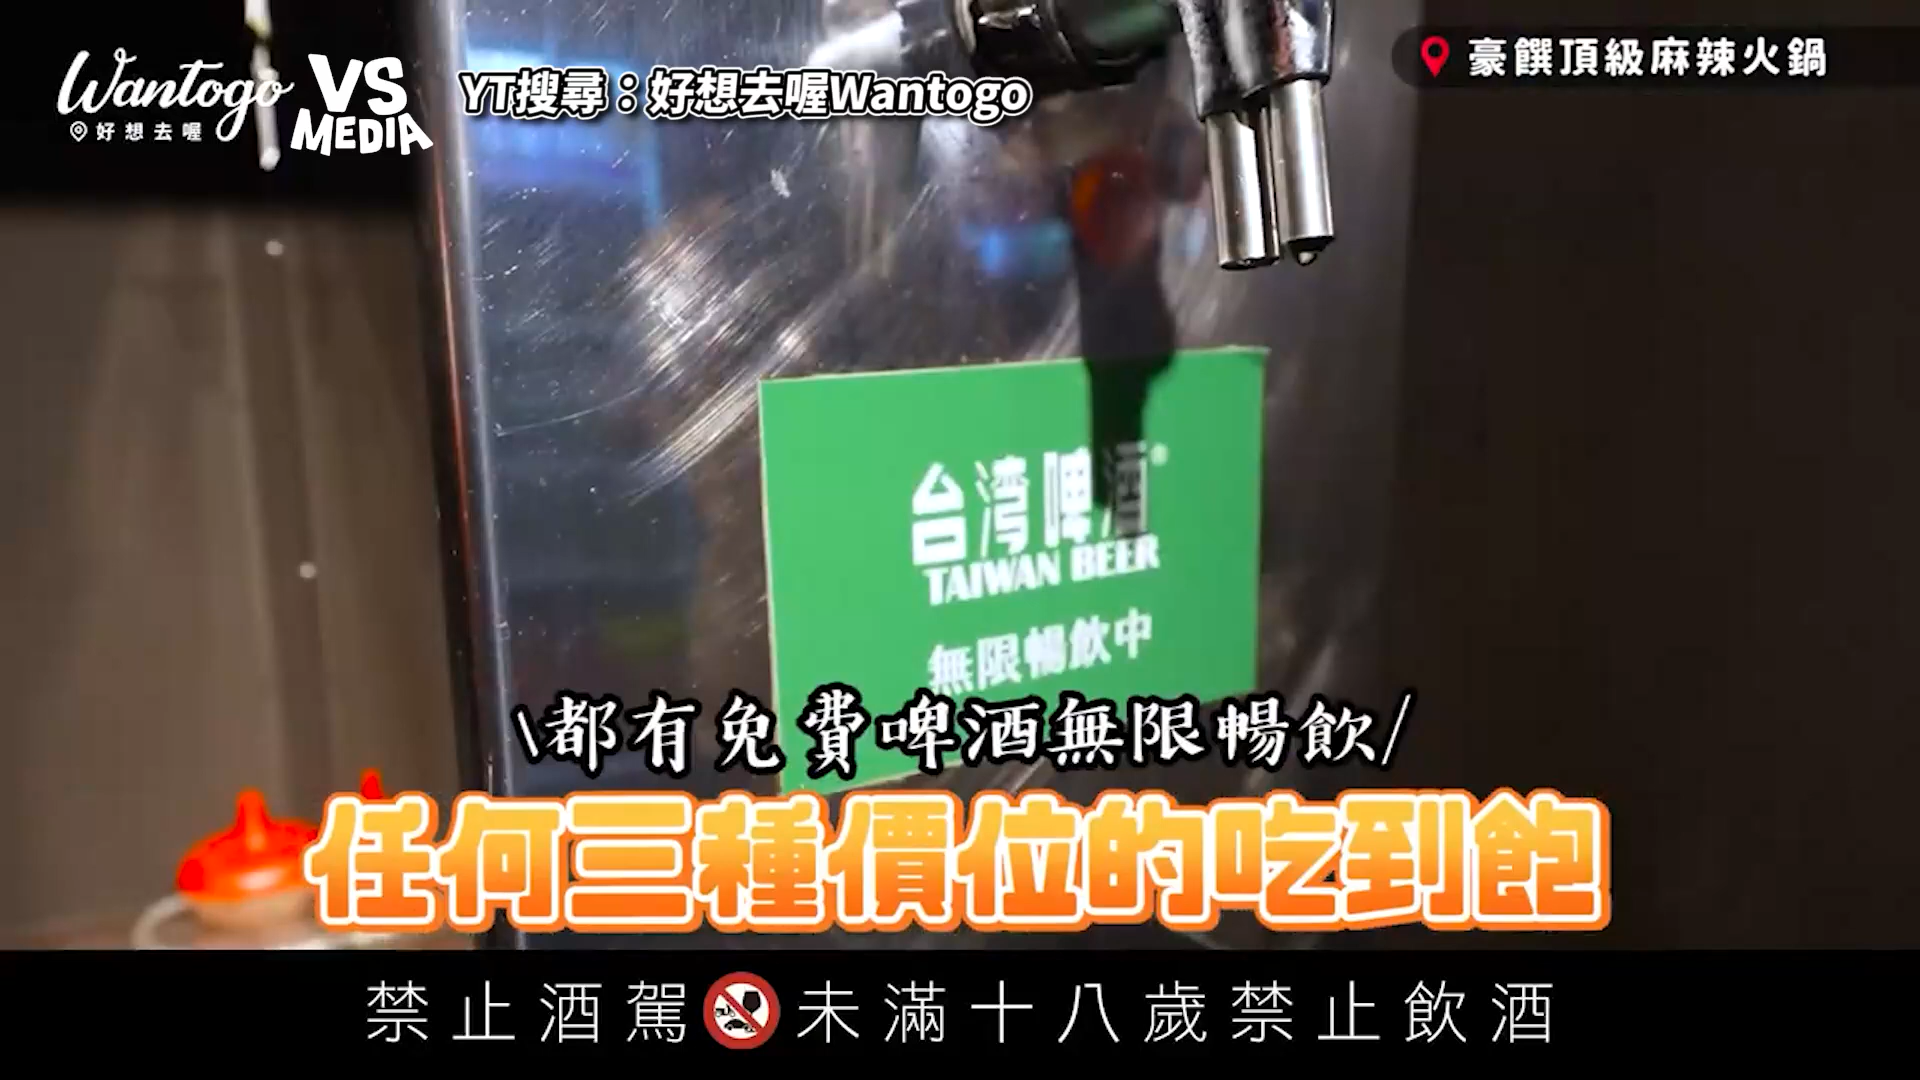 Wantogo
好想去喔
VS MEDIA
YT搜尋：好想去喔Wantogo
豪饌頂級麻辣火鍋
台湾啤酒®
TAIWAN BEER
無限暢飲中
\都有免費啤酒無限暢飲/
任何三種價位的吃到飽
禁止酒駕 未滿十八歲禁止飲酒